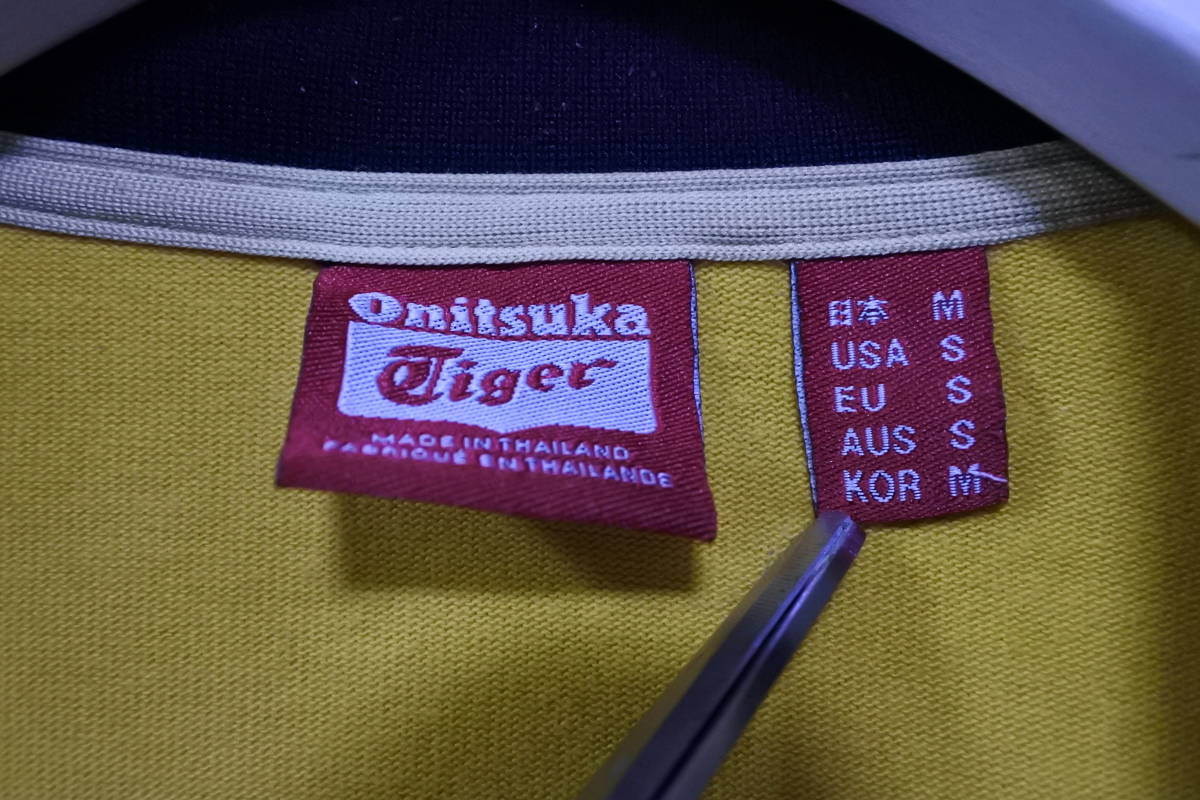 Onitsuka
Tiger
MADE IN THAILAND
FABRIQUÉ EN THAILANDE
日本 M
USA S
EU S
AUS S
KOR M